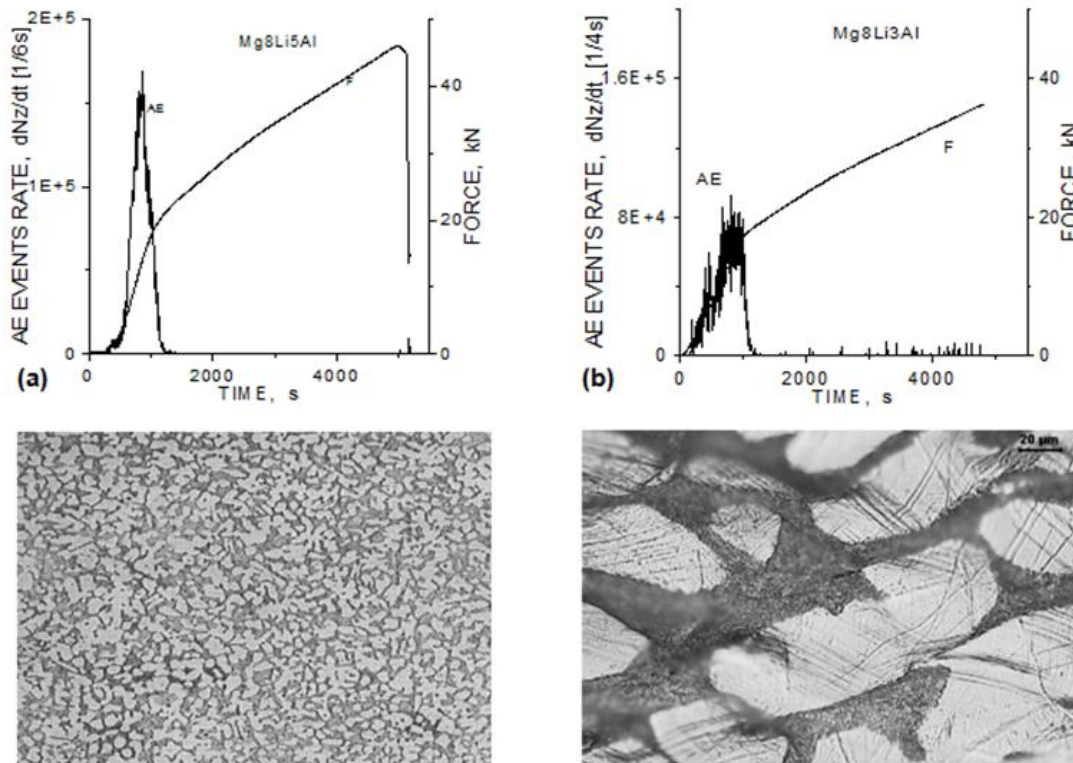 2E+5
Mg8Li5Al
40
F
AE
AE EVENTS RATE, dNz/dt [1/6s]
1E+5
20
FORCE, kN
0
0
0
2000
4000
(a)
TIME, s
Mg8Li3Al
AE EVENTS RATE, dNz/dt [1/4s]
1.6E+5
40
F
AE
8E+4
20
FORCE, kN
0
0
0
2000
4000
(b)
TIME, s
20 µm